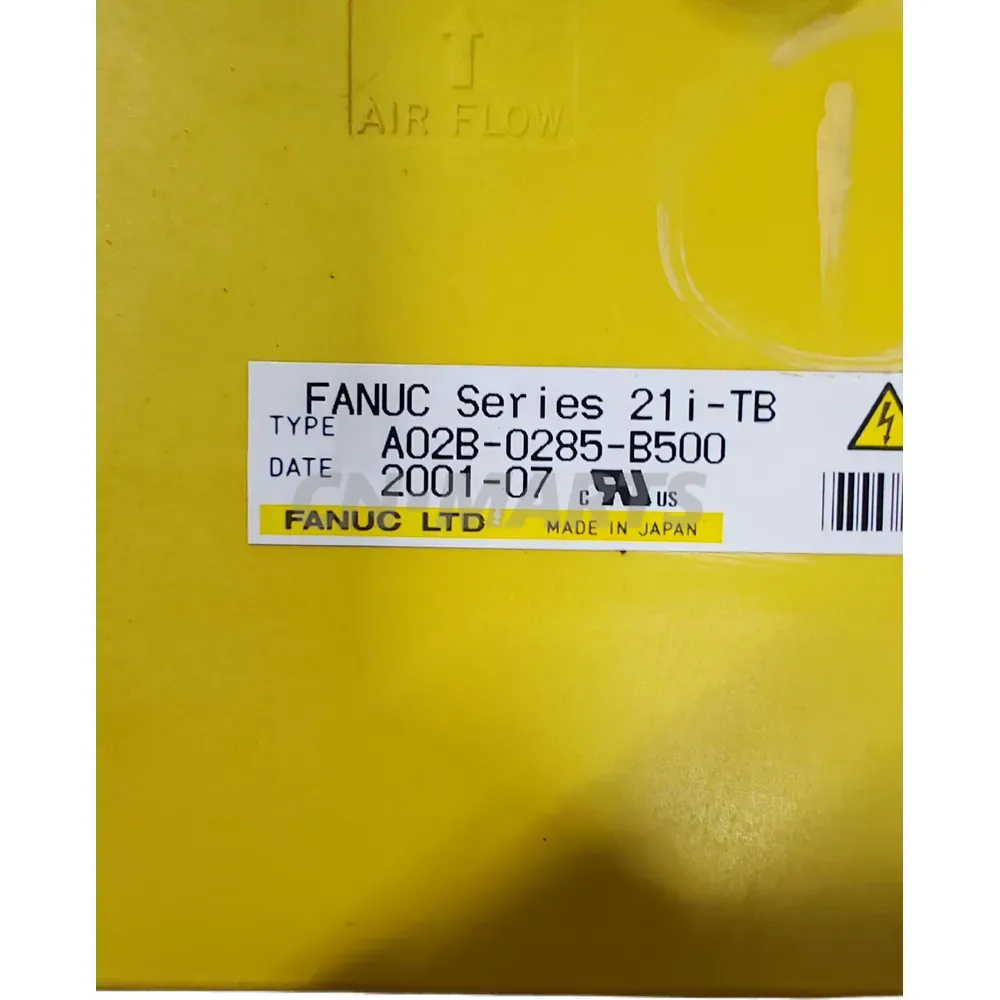 AIR FLOW
FANUC Series 21i-TB
TYPE A02B-0285-B500
DATE 2001-07 c RU US
FANUC LTD MADE IN JAPAN